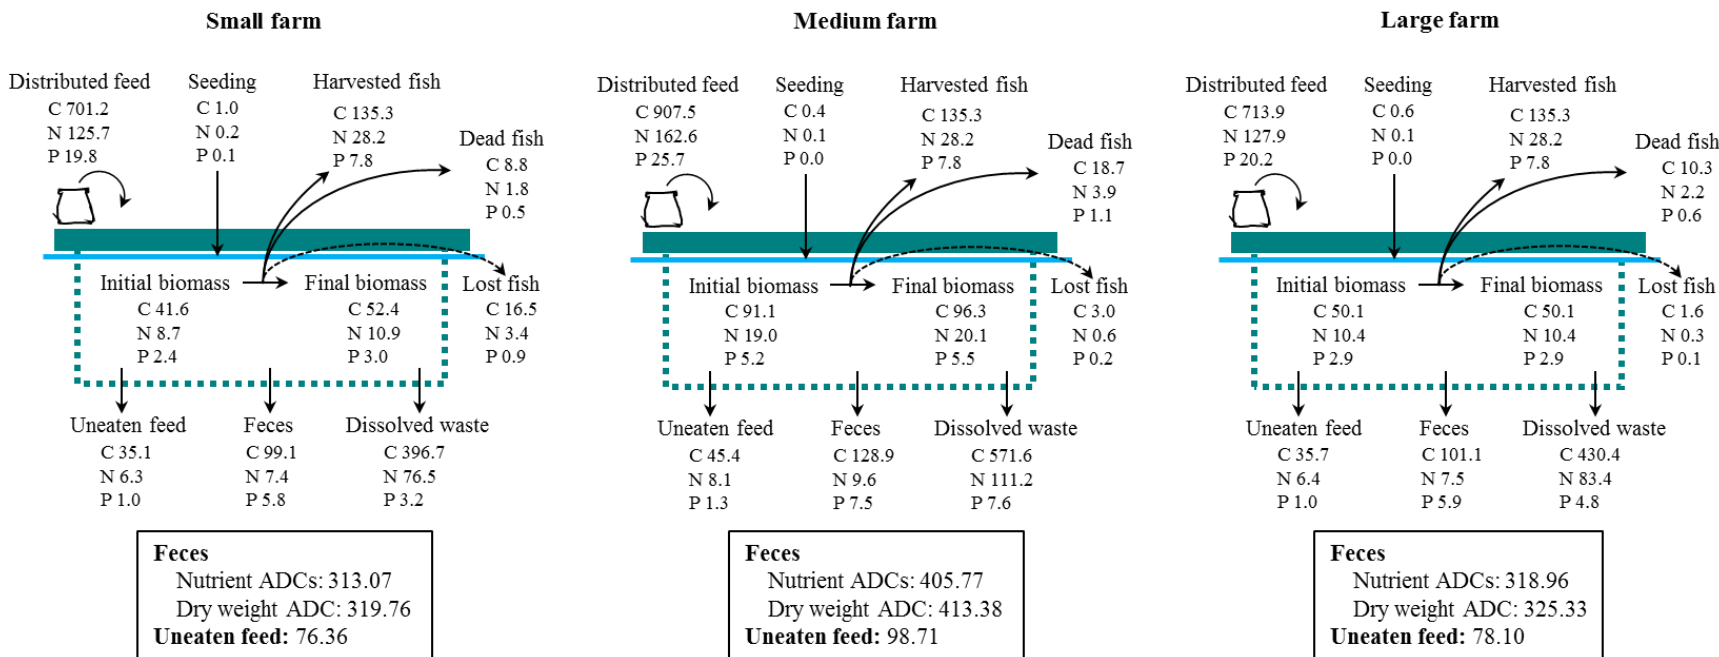 Small farm
Distributed feed
C 701.2
N 125.7
P 19.8
Seeding
C 1.0
N 0.2
P 0.1
Harvested fish
C 135.3
N 28.2
P 7.8
Dead fish
C 8.8
N 1.8
P 0.5
Initial biomass
C 41.6
N 8.7
P 2.4
Final biomass
C 52.4
N 10.9
P 3.0
Lost fish
C 16.5
N 3.4
P 0.9
Uneaten feed
C 35.1
N 6.3
P 1.0
Feces
C 99.1
N 7.4
P 5.8
Dissolved waste
C 396.7
N 76.5
P 3.2
Feces
Nutrient ADCs: 313.07
Dry weight ADC: 319.76
Uneaten feed: 76.36
Medium farm
Distributed feed
C 907.5
N 162.6
P 25.7
Seeding
C 0.4
N 0.1
P 0.0
Harvested fish
C 135.3
N 28.2
P 7.8
Dead fish
C 18.7
N 3.9
P 1.1
Initial biomass
C 91.1
N 19.0
P 5.2
Final biomass
C 96.3
N 20.1
P 5.5
Lost fish
C 3.0
N 0.6
P 0.2
Uneaten feed
C 45.4
N 8.1
P 1.3
Feces
C 128.9
N 9.6
P 7.5
Dissolved waste
C 571.6
N 111.2
P 7.6
Feces
Nutrient ADCs: 405.77
Dry weight ADC: 413.38
Uneaten feed: 98.71
Large farm
Distributed feed
C 713.9
N 127.9
P 20.2
Seeding
C 0.6
N 0.1
P 0.0
Harvested fish
C 135.3
N 28.2
P 7.8
Dead fish
C 10.3
N 2.2
P 0.6
Initial biomass
C 50.1
N 10.4
P 2.9
Final biomass
C 50.1
N 10.4
P 2.9
Lost fish
C 1.6
N 0.3
P 0.1
Uneaten feed
C 35.7
N 6.4
P 1.0
Feces
C 101.1
N 7.5
P 5.9
Dissolved waste
C 430.4
N 83.4
P 4.8
Feces
Nutrient ADCs: 318.96
Dry weight ADC: 325.33
Uneaten feed: 78.10